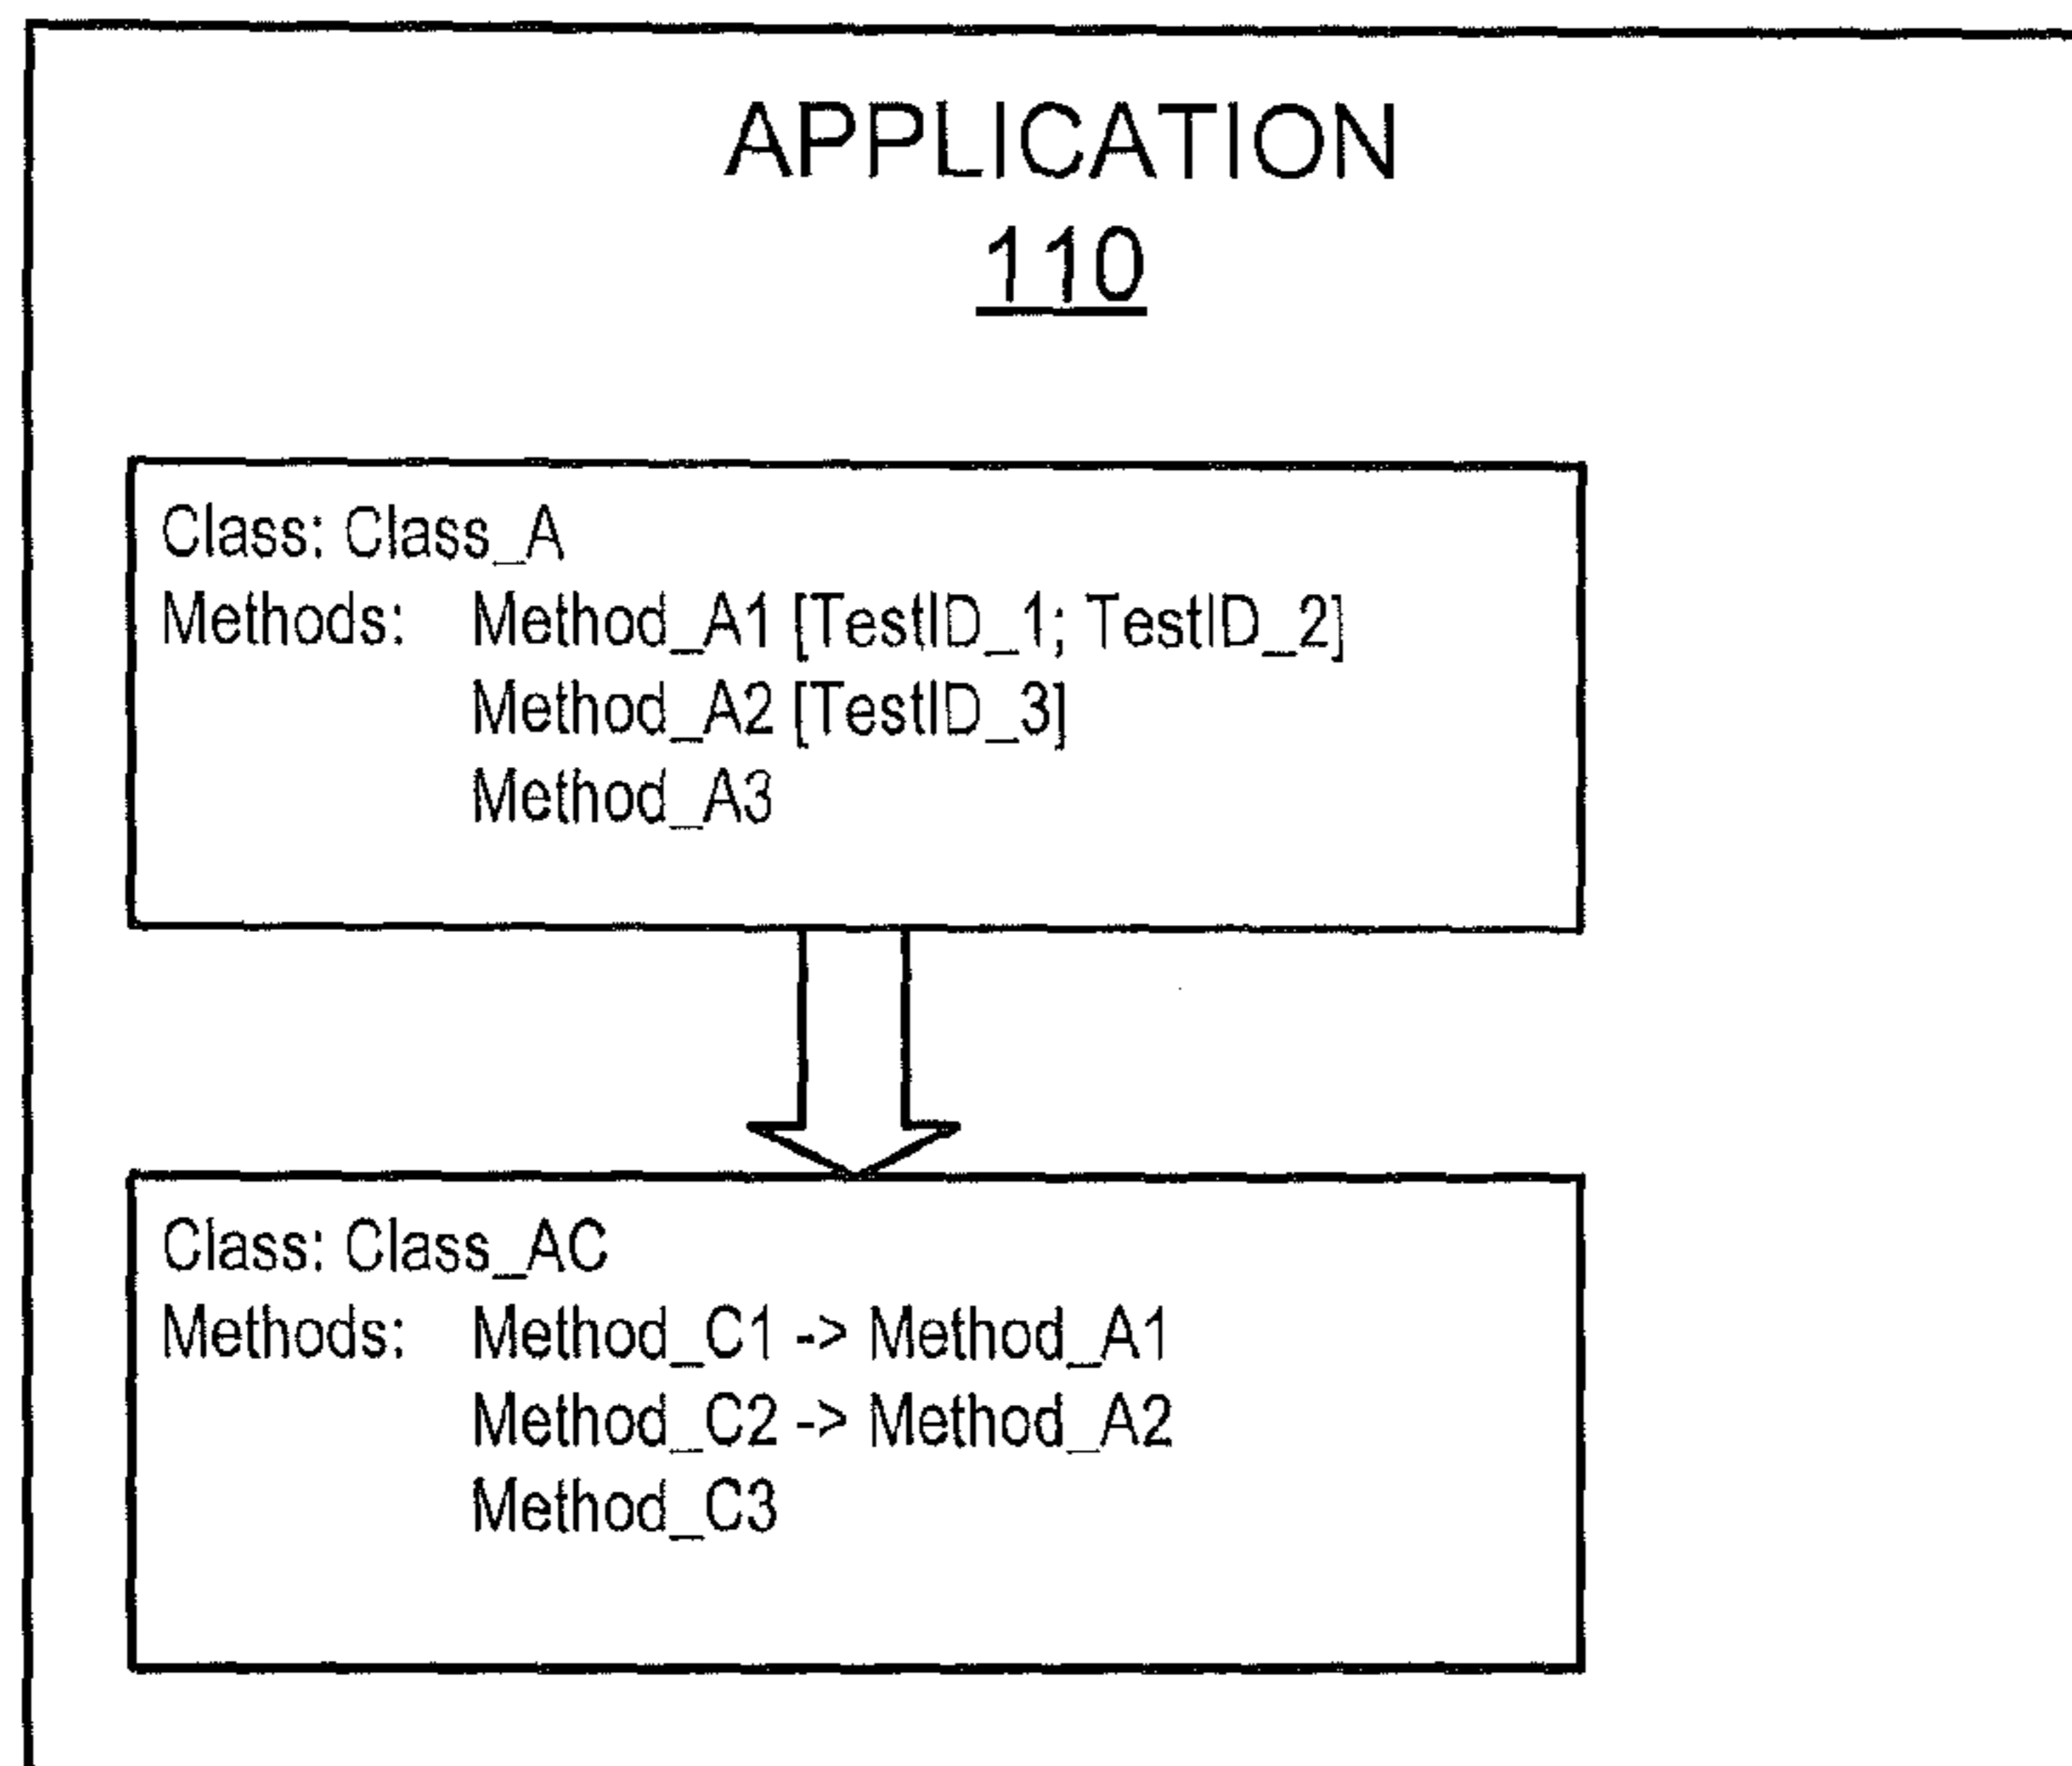 APPLICATION
110
Class: Class_A
Methods: Method_A1 [TestID_1; TestID_2]
Method_A2 [TestID_3]
Method_A3
Class: Class_AC
Methods: Method_C1 -> Method_A1
Method_C2 -> Method_A2
Method_C3